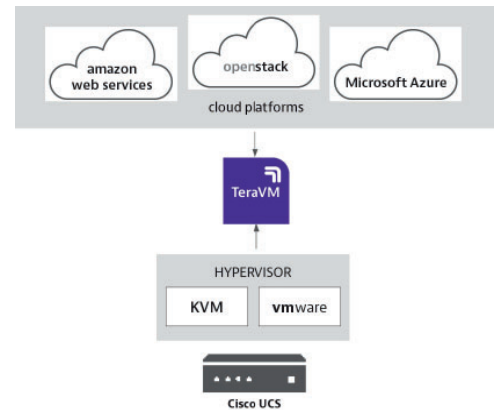 amazon
web services
openstack
Microsoft Azure
cloud platforms
TeraVM
HYPERVISOR
KVM
vmware
Cisco UCS